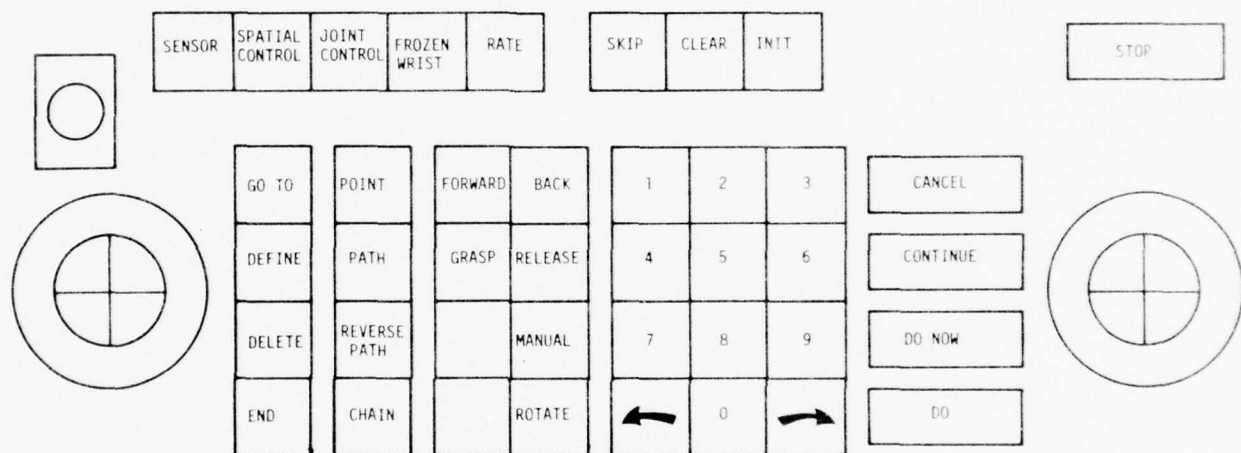 SENSOR
SPATIAL
CONTROL
JOINT
CONTROL
FROZEN
WRIST
RATE
SKIP
CLEAR
INIT
STOP
GO TO
POINT
FORWARD
BACK
1
2
3
CANCEL
DEFINE
PATH
GRASP
RELEASE
4
5
6
CONTINUE
DELETE
REVERSE
PATH
MANUAL
7
8
9
DO NOW
END
CHAIN
ROTATE
0
DO